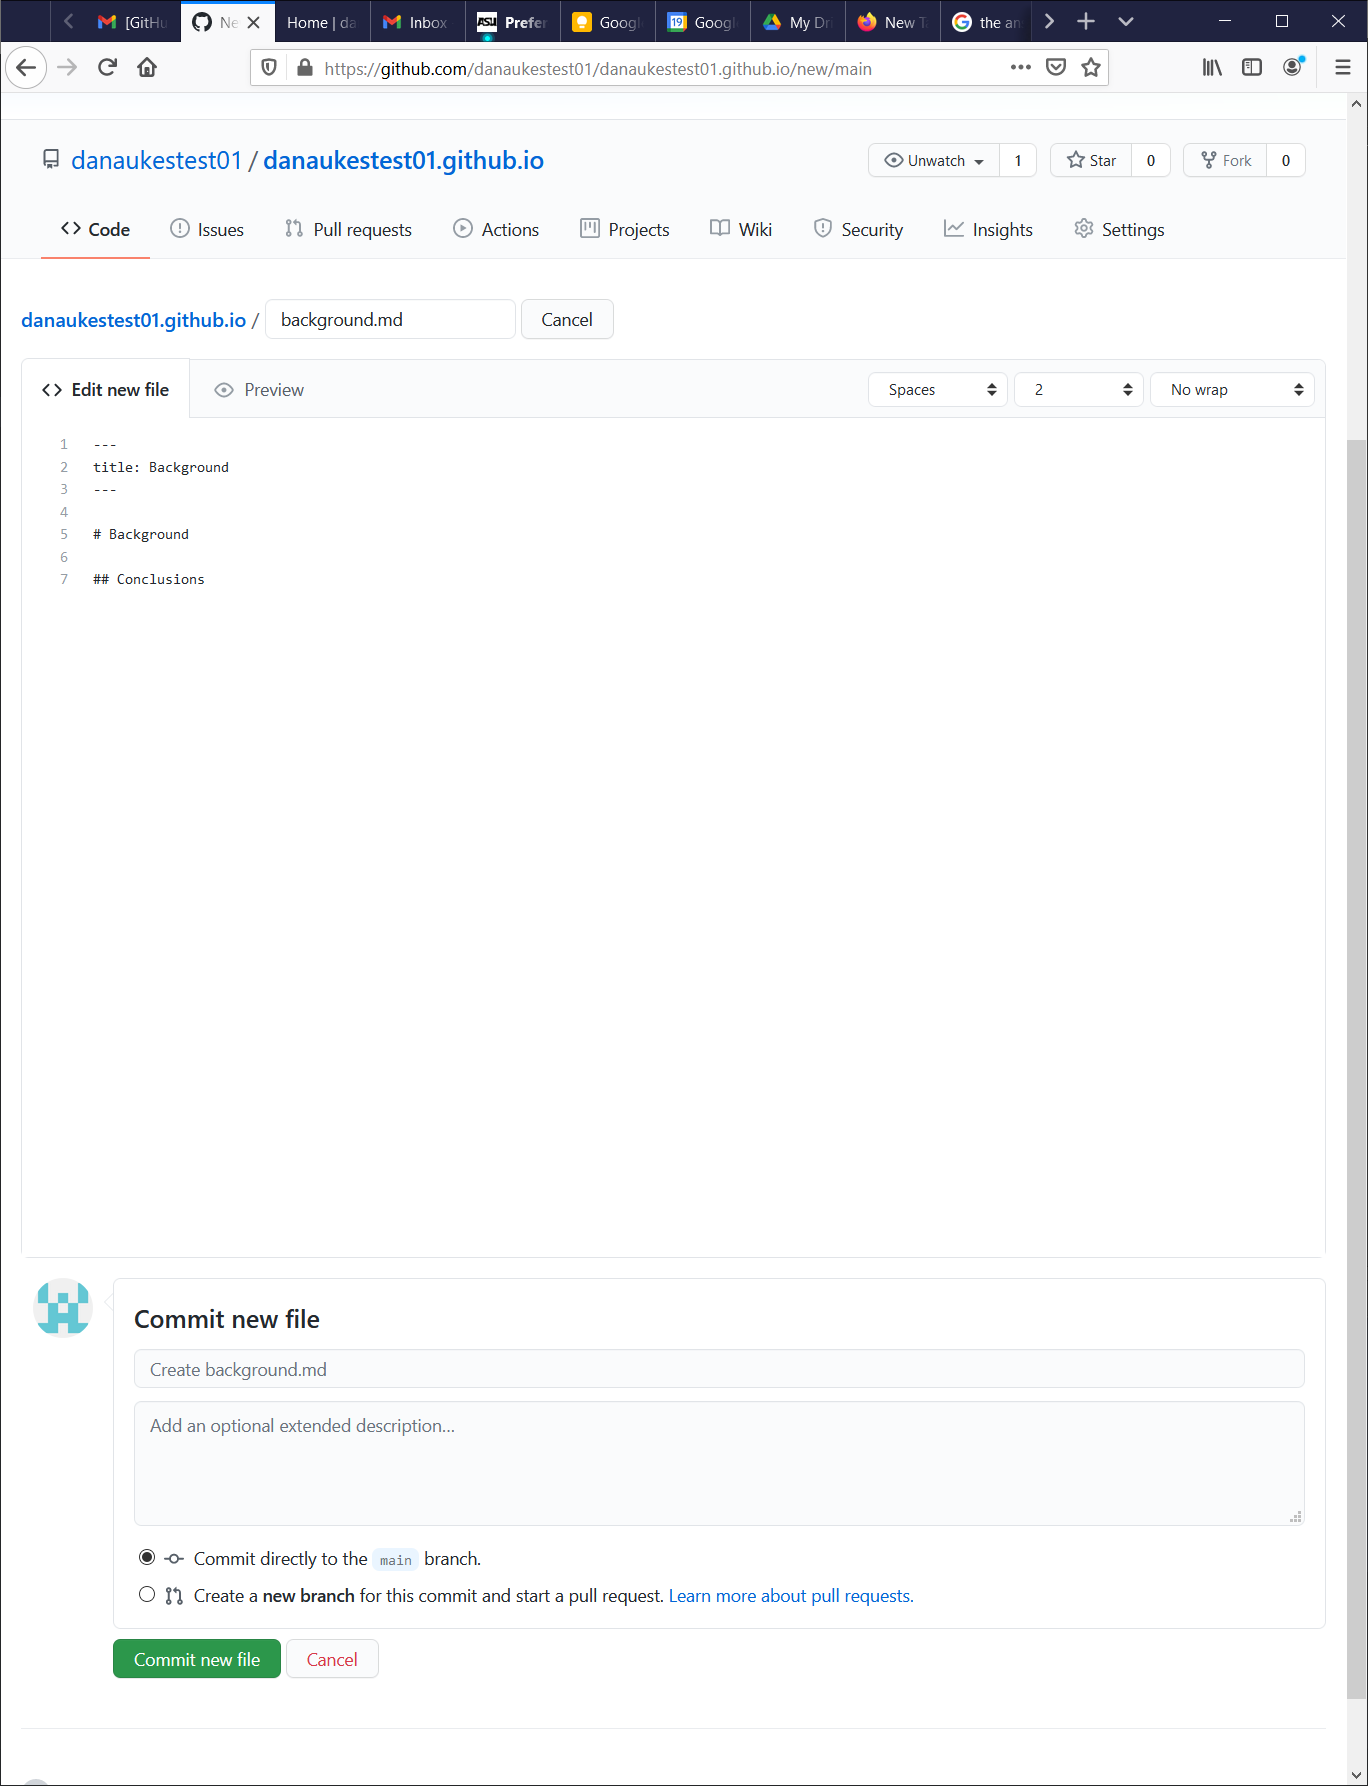 [GitHu
Ne
Home | da
Inbox
ASU Prefer
Googl
19 Googl
My Dri
New T
the an
https://github.com/danaukestest01/danaukestest01.github.io/new/main
danaukestest01 / danaukestest01.github.io
Unwatch 1
Star 0
Fork 0
Code
Issues
Pull requests
Actions
Projects
Wiki
Security
Insights
Settings
danaukestest01.github.io / background.md Cancel
Edit new file
Preview
Spaces
2
No wrap
1 ---
2 title: Background
3 ---
4
5 # Background
6
7 ## Conclusions
Commit new file
Create background.md
Add an optional extended description...
Commit directly to the main branch.
Create a new branch for this commit and start a pull request. Learn more about pull requests.
Commit new file
Cancel